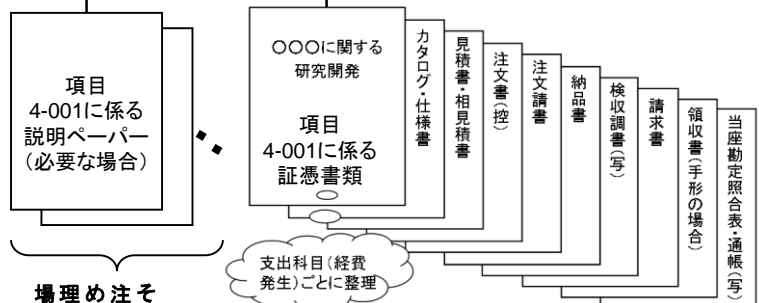 項目
4-001に係る
説明ペーパー
（必要な場合）
○○○に関する
研究開発
項目
4-001に係る
証憑書類
カタログ・仕様書
見積書・相見積書
注文書（控）
注文請書
納品書
検収調書（写）
請求書
領収書（手形の場合）
当座勘定照合表・通帳（写）
支出科目（経費
発生）ごとに整理
場理め注そ